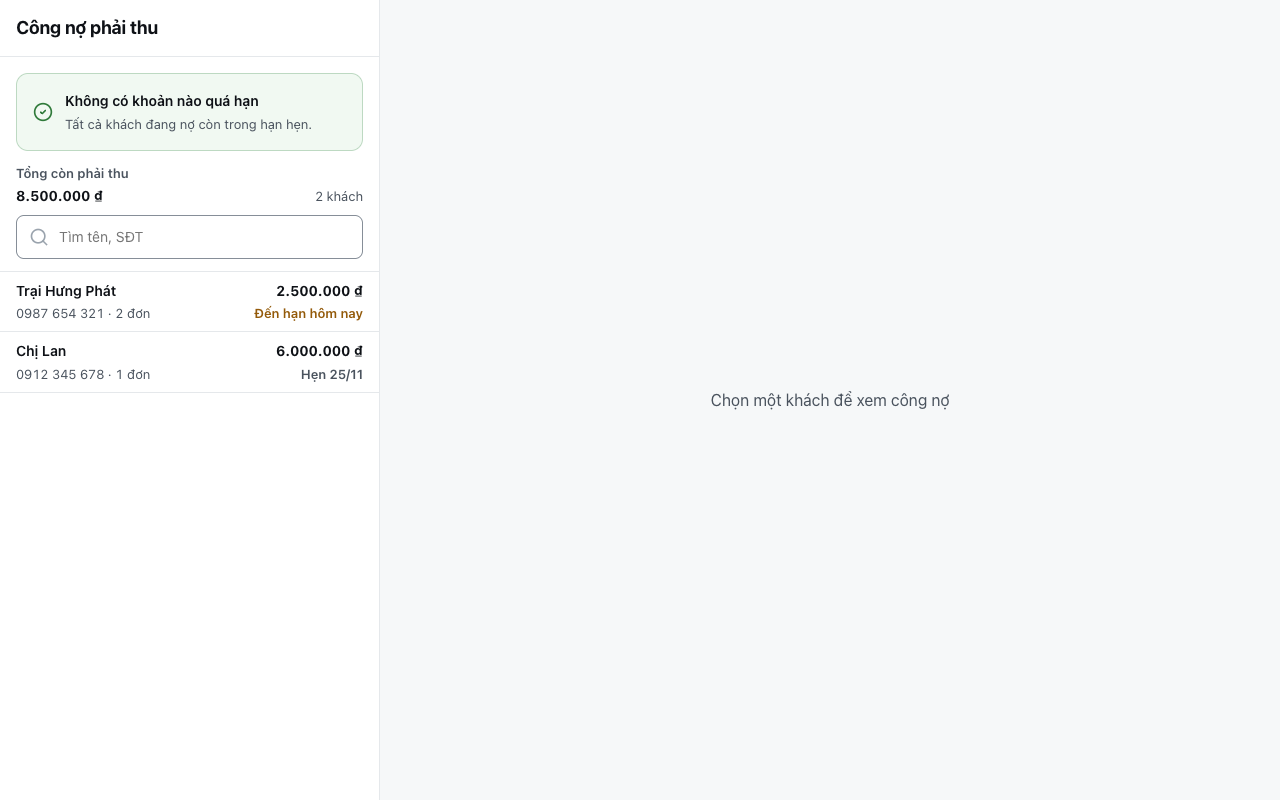 Công nợ phải thu
Không có khoản nào quá hạn
Tất cả khách đang nợ còn trong hạn hẹn.
Tổng còn phải thu
8.500.000 ₫
2 khách
Tìm tên, SĐT
Trại Hưng Phát
2.500.000 ₫
0987 654 321 · 2 đơn
Đến hạn hôm nay
Chị Lan
6.000.000 ₫
0912 345 678 · 1 đơn
Hẹn 25/11
Chọn một khách để xem công nợ